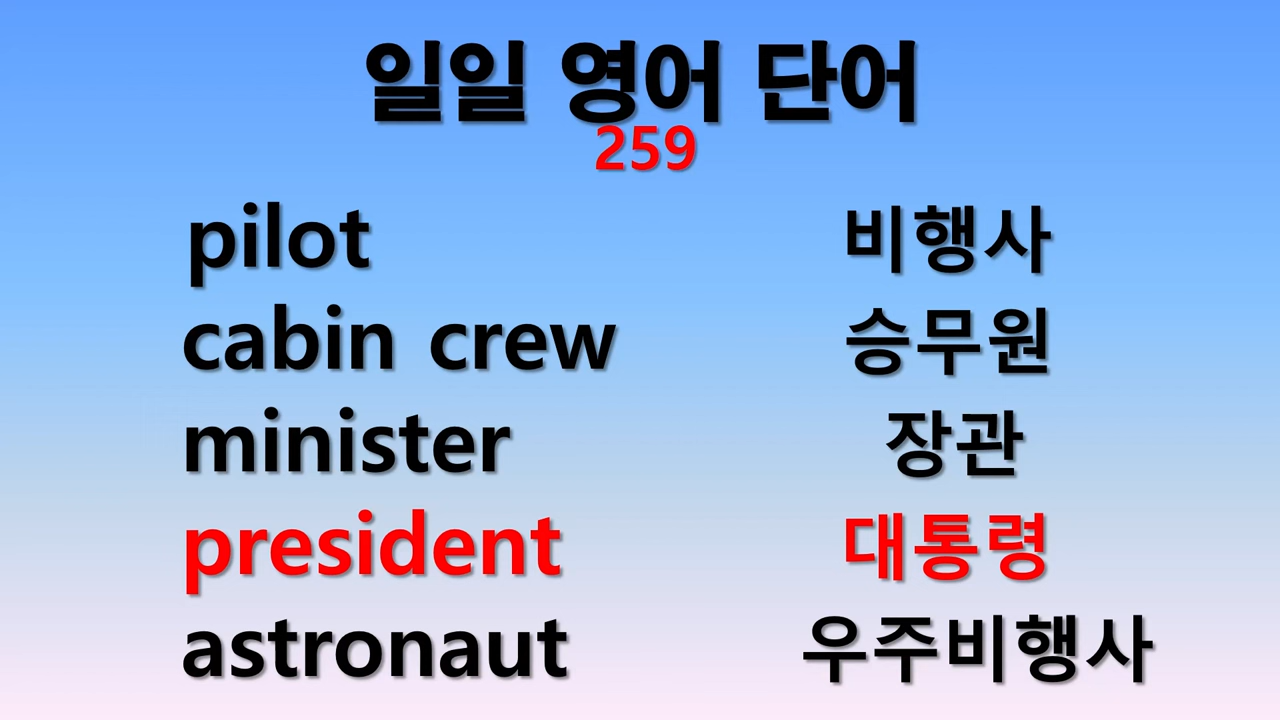 일일 영어 단어
259
pilot 비행사
cabin crew 승무원
minister 장관
president 대통령
astronaut 우주비행사